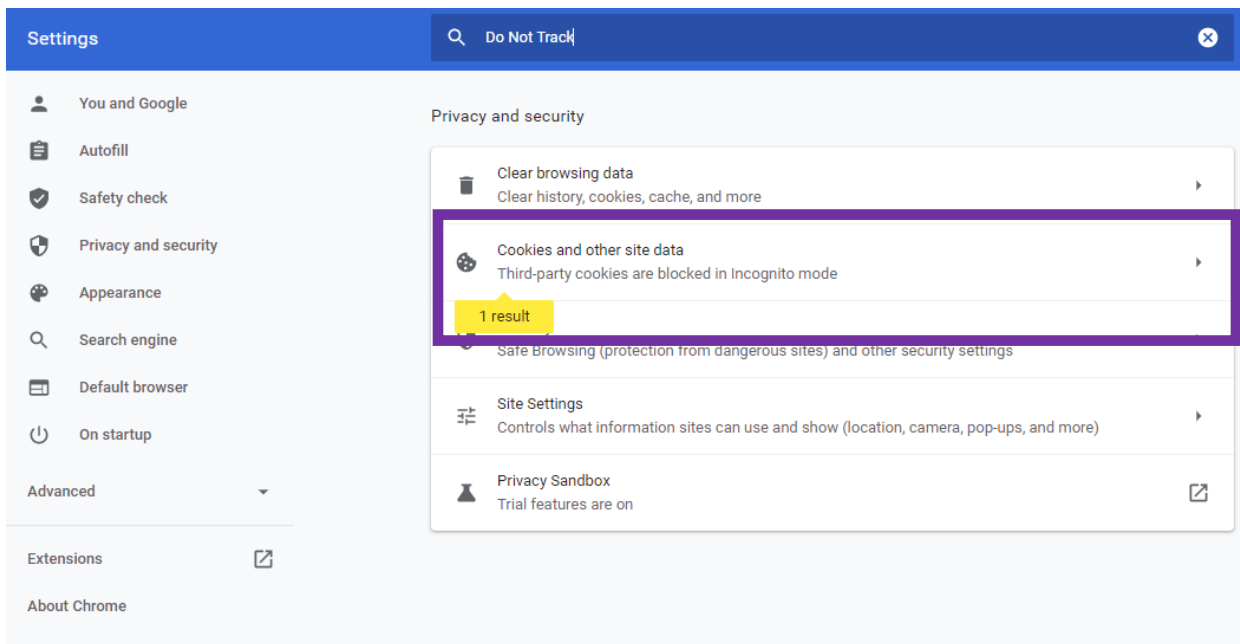 Settings
Do Not Track
You and Google
Autofill
Safety check
Privacy and security
Appearance
Search engine
Default browser
On startup
Advanced
Extensions
About Chrome
Privacy and security
Clear browsing data
Clear history, cookies, cache, and more
Cookies and other site data
Third-party cookies are blocked in Incognito mode
1 result
Safe Browsing (protection from dangerous sites) and other security settings
Site Settings
Controls what information sites can use and show (location, camera, pop-ups, and more)
Privacy Sandbox
Trial features are on